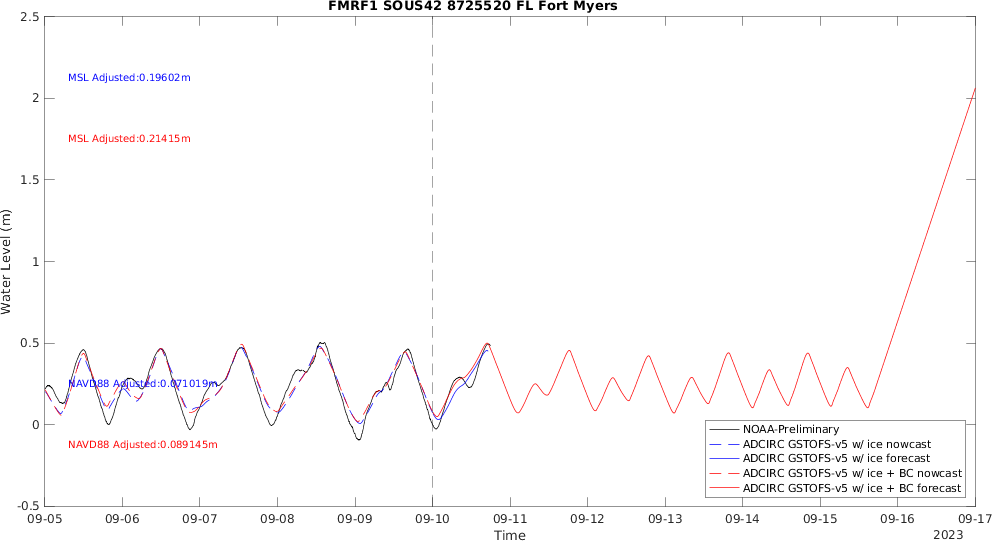 FMRF1 SOUS42 8725520 FL Fort Myers
2.5
2
1.5
1
0.5
0
-0.5
Water Level (m)
MSL Adjusted:0.19602m
MSL Adjusted:0.21415m
NAVD88 Adjusted:0.071019m
NAVD88 Adjusted:0.089145m
NOAA-Preliminary
ADCIRC GSTOFS-v5 w/ ice nowcast
ADCIRC GSTOFS-v5 w/ ice forecast
ADCIRC GSTOFS-v5 w/ ice + BC nowcast
ADCIRC GSTOFS-v5 w/ ice + BC forecast
09-05 09-06 09-07 09-08 09-09 09-10 09-11 09-12 09-13 09-14 09-15 09-16 09-17
Time
2023